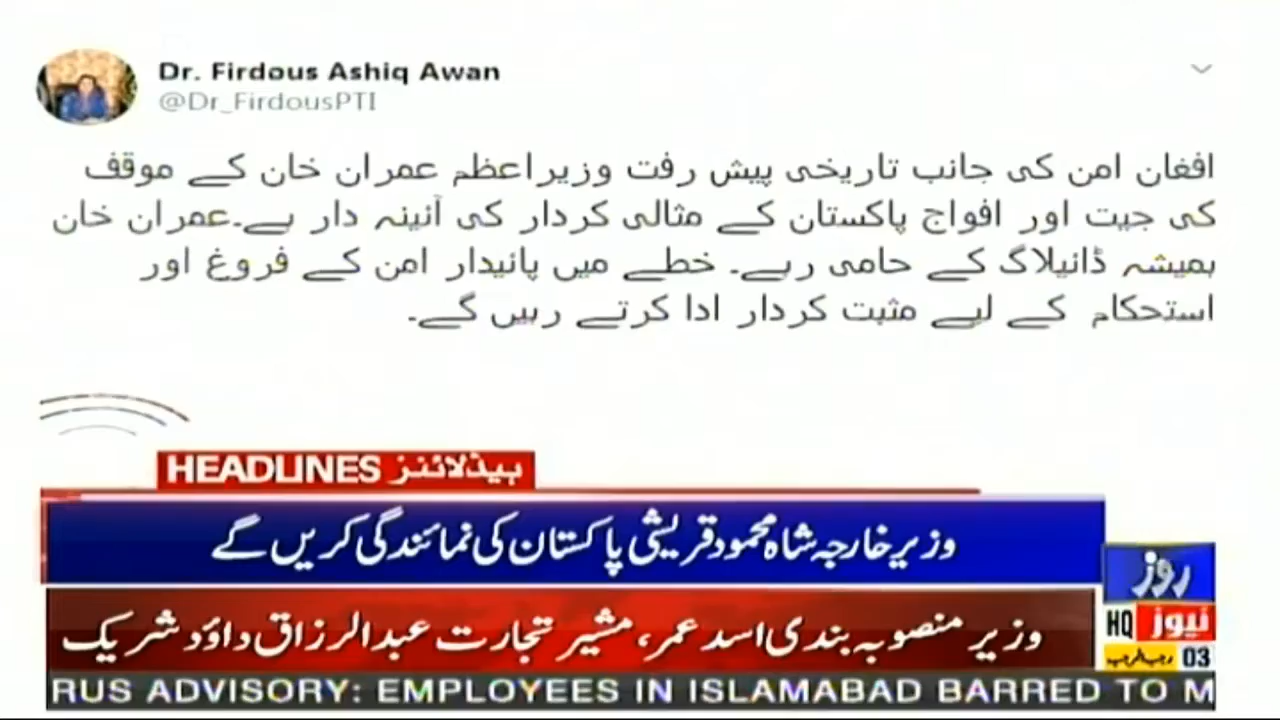 Dr. Firdous Ashiq Awan
@Dr_FirdousPTI
افغان امن کی جانب تاریخی پیش رفت وزیراعظم عمران خان کے موقف
کی جیت اور افواج پاکستان کے مثالی کردار کی آئینہ دار ہے۔عمران خان
ہمیشہ ڈائیلاگ کے حامی رہے۔ خطے میں پائیدار امن کے فروغ اور
استحکام کے لیے مثبت کردار ادا کرتے رہیں گے۔
HEADLINES ہیڈلائنز
وزیر خارجہ شاہ محمود قریشی پاکستان کی نمائندگی کریں گے
وزیر منصوبہ بندی اسد عمر، مشیر تجارت عبدالرزاق داؤد شریک
روز
نیوز HQ
03 رجب المرجب
RUS ADVISORY: EMPLOYEES IN ISLAMABAD BARRED TO M